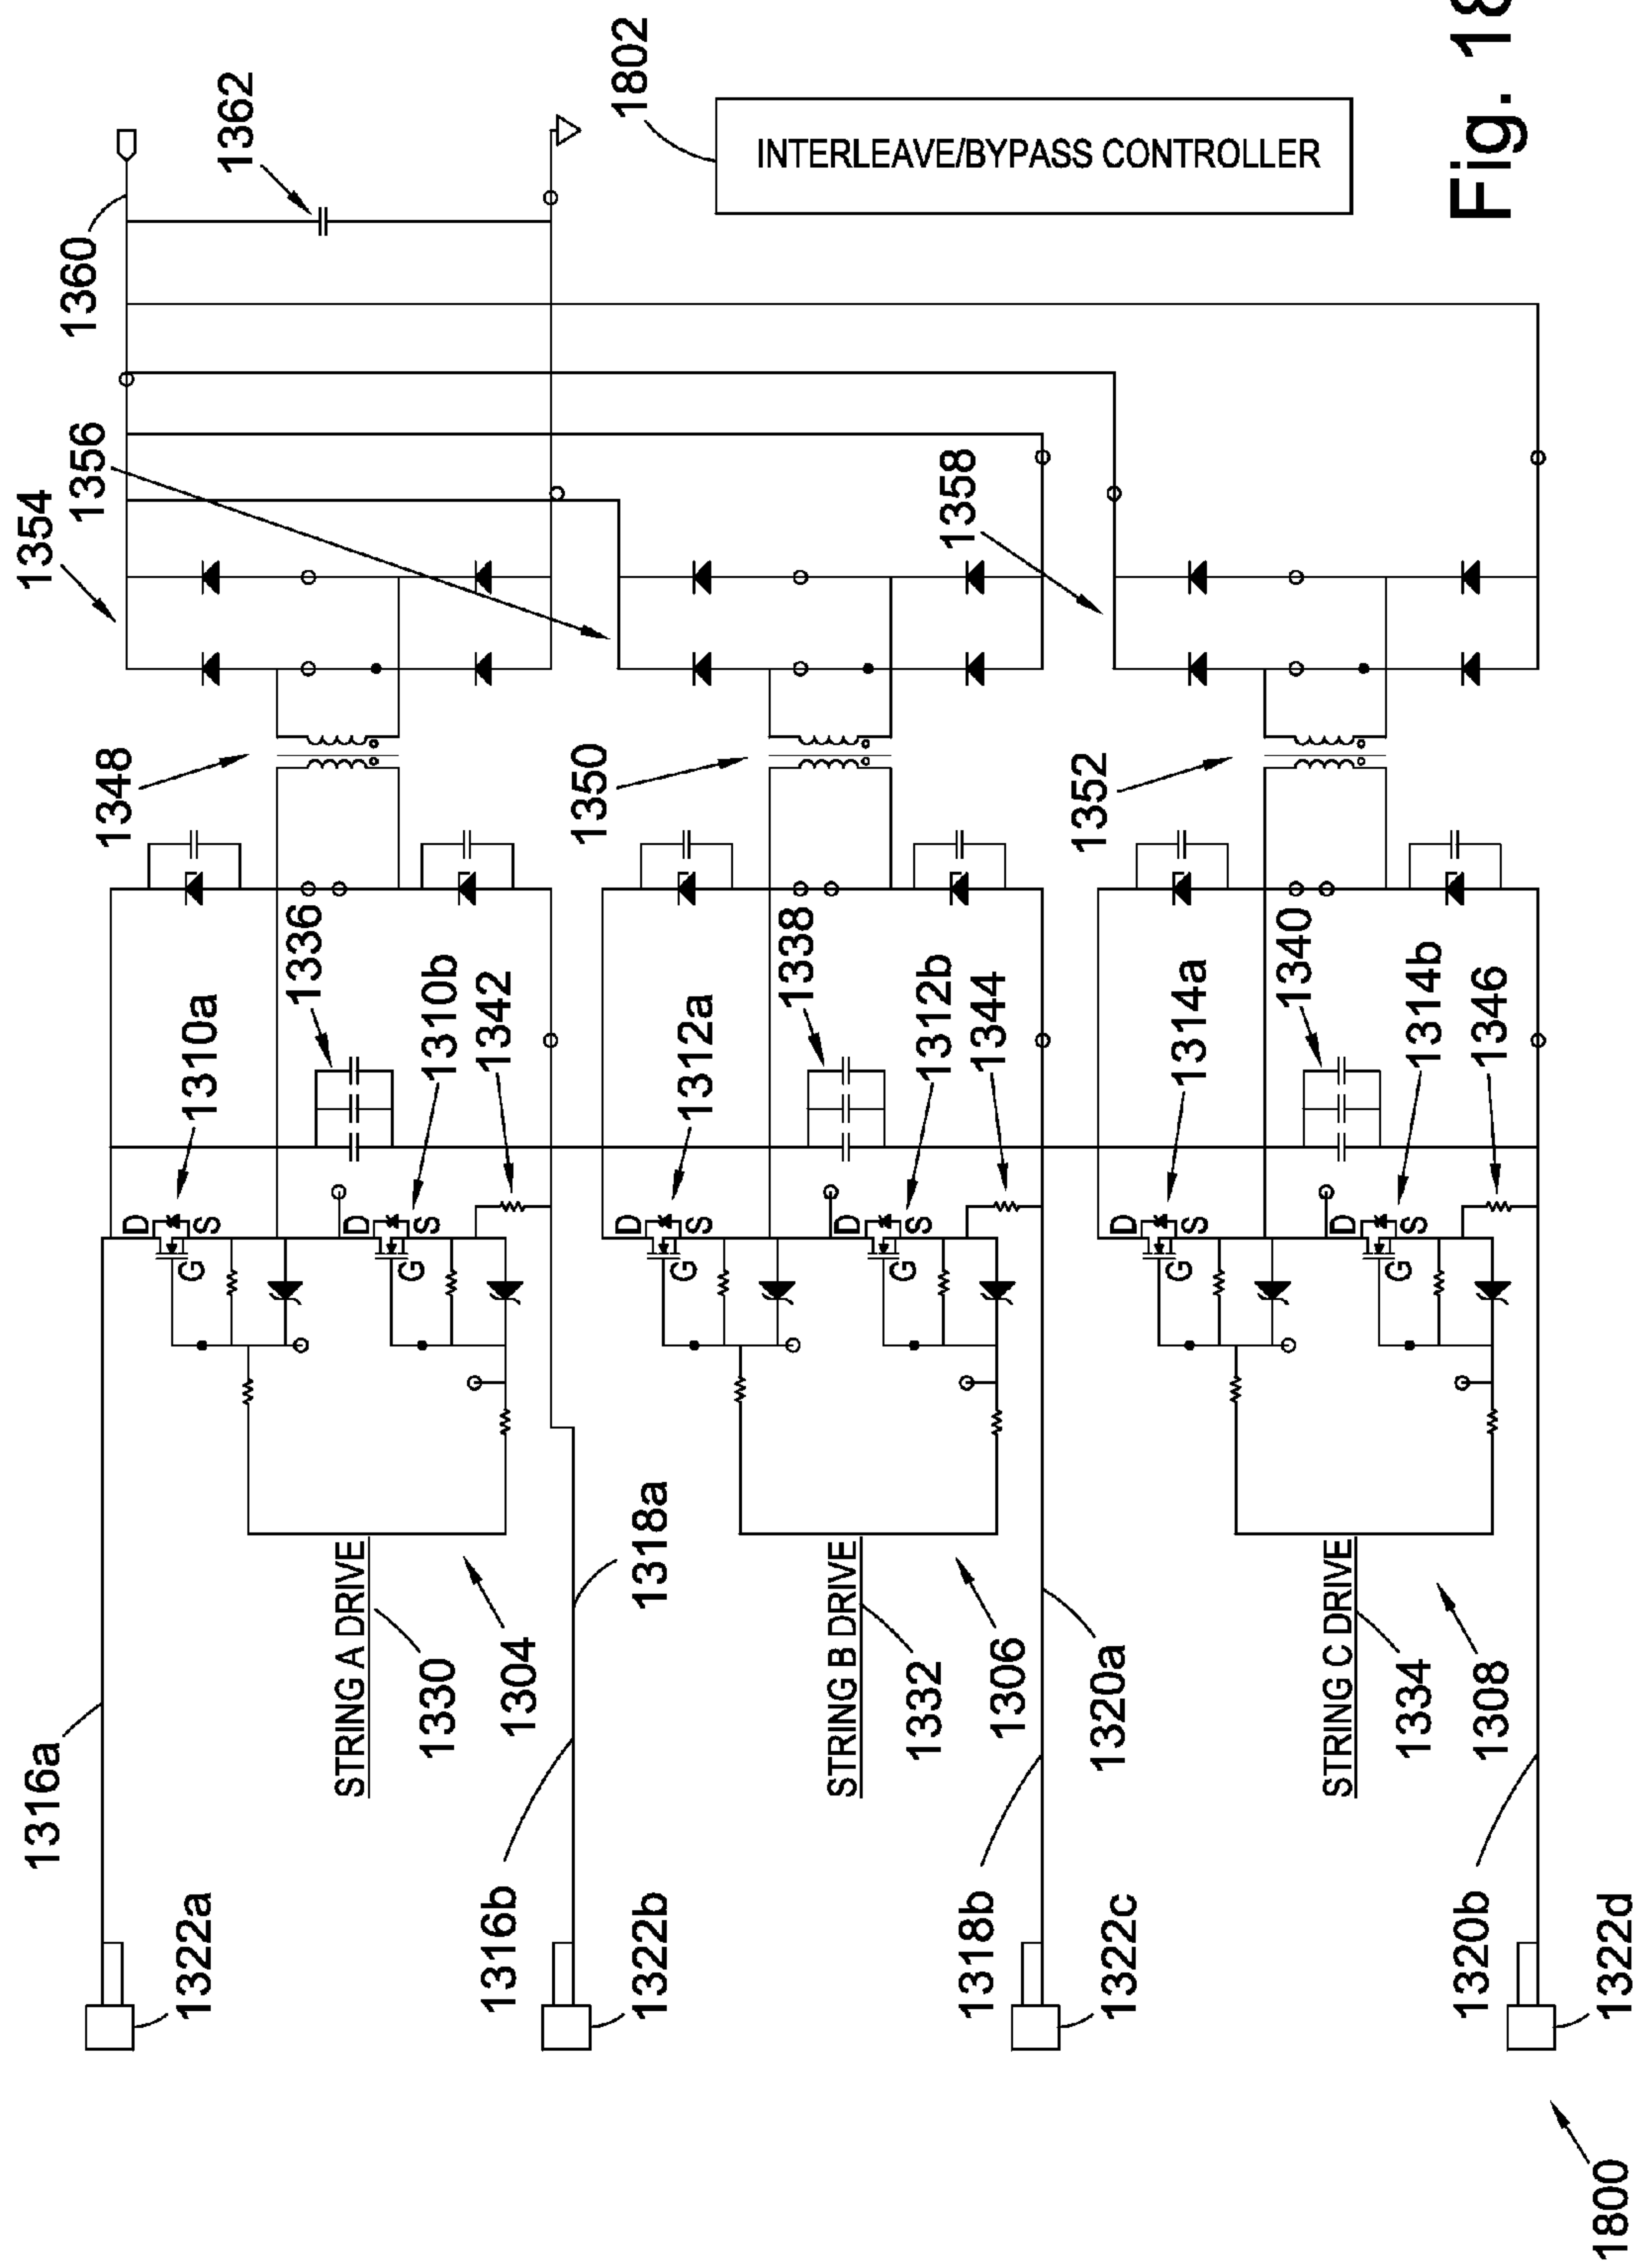 1316a
1322a
1354
1356
1360
1362
1348
1310a
D
S
G
1336
1310b
D
S
G
1342
STRING A DRIVE
1330
1304
1318a
1316b
1322b
1802
INTERLEAVE/BYPASS CONTROLLER
1350
1312a
D
S
G
1338
1312b
D
S
G
1344
STRING B DRIVE
1332
1306
1320a
1318b
1322c
1358
1352
1314a
D
S
G
1340
1314b
D
S
G
1346
STRING C DRIVE
1334
1308
1320b
1322d
1800
Fig. 18